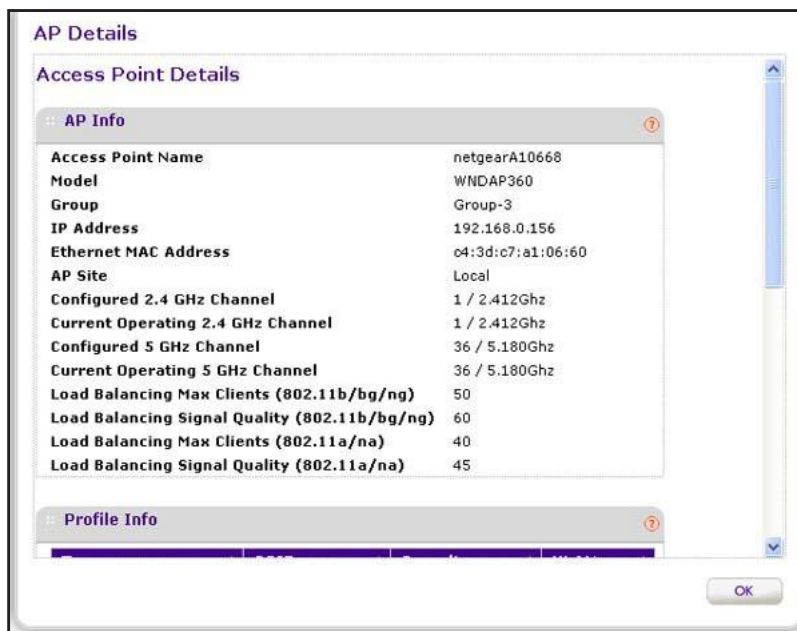 AP Details
Access Point Details
AP Info
Access Point Name netgearA10668
Model WNDAP360
Group Group-3
IP Address 192.168.0.156
Ethernet MAC Address c4:3d:c7:a1:06:60
AP Site Local
Configured 2.4 GHz Channel 1 / 2.412Ghz
Current Operating 2.4 GHz Channel 1 / 2.412Ghz
Configured 5 GHz Channel 36 / 5.180Ghz
Current Operating 5 GHz Channel 36 / 5.180Ghz
Load Balancing Max Clients (802.11b/bg/ng) 50
Load Balancing Signal Quality (802.11b/bg/ng) 60
Load Balancing Max Clients (802.11a/na) 40
Load Balancing Signal Quality (802.11a/na) 45
Profile Info
OK